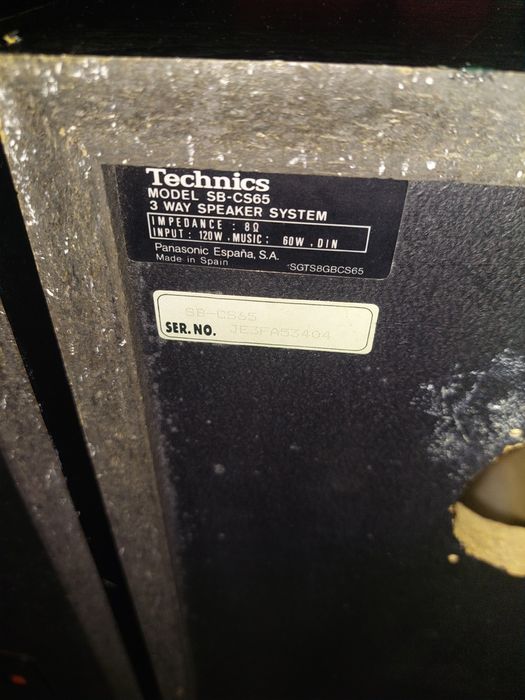 Technics
MODEL SB-CS65
3 WAY SPEAKER SYSTEM
IMPEDANCE : 8Ω
INPUT : 120W . MUSIC : 60W . DIN
Panasonic España, S.A.
Made in Spain
SGTS8GBCS65
SB-CS65
SER. NO. JE3FA53404